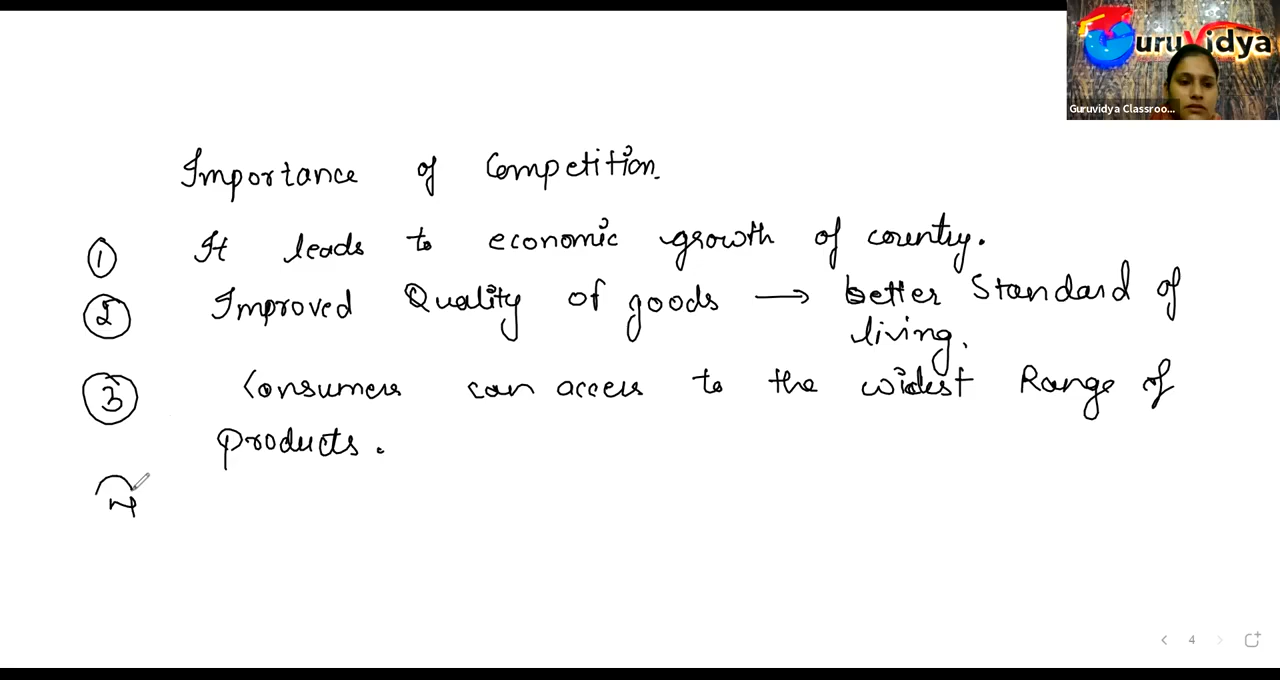 GuruVidya
Guruvidya Classroo...
Importance of Competition.
① It leads to economic growth of country.
② Improved Quality of goods → better Standard of
living.
③ Consumers can access to the widest Range of
products.
4
4